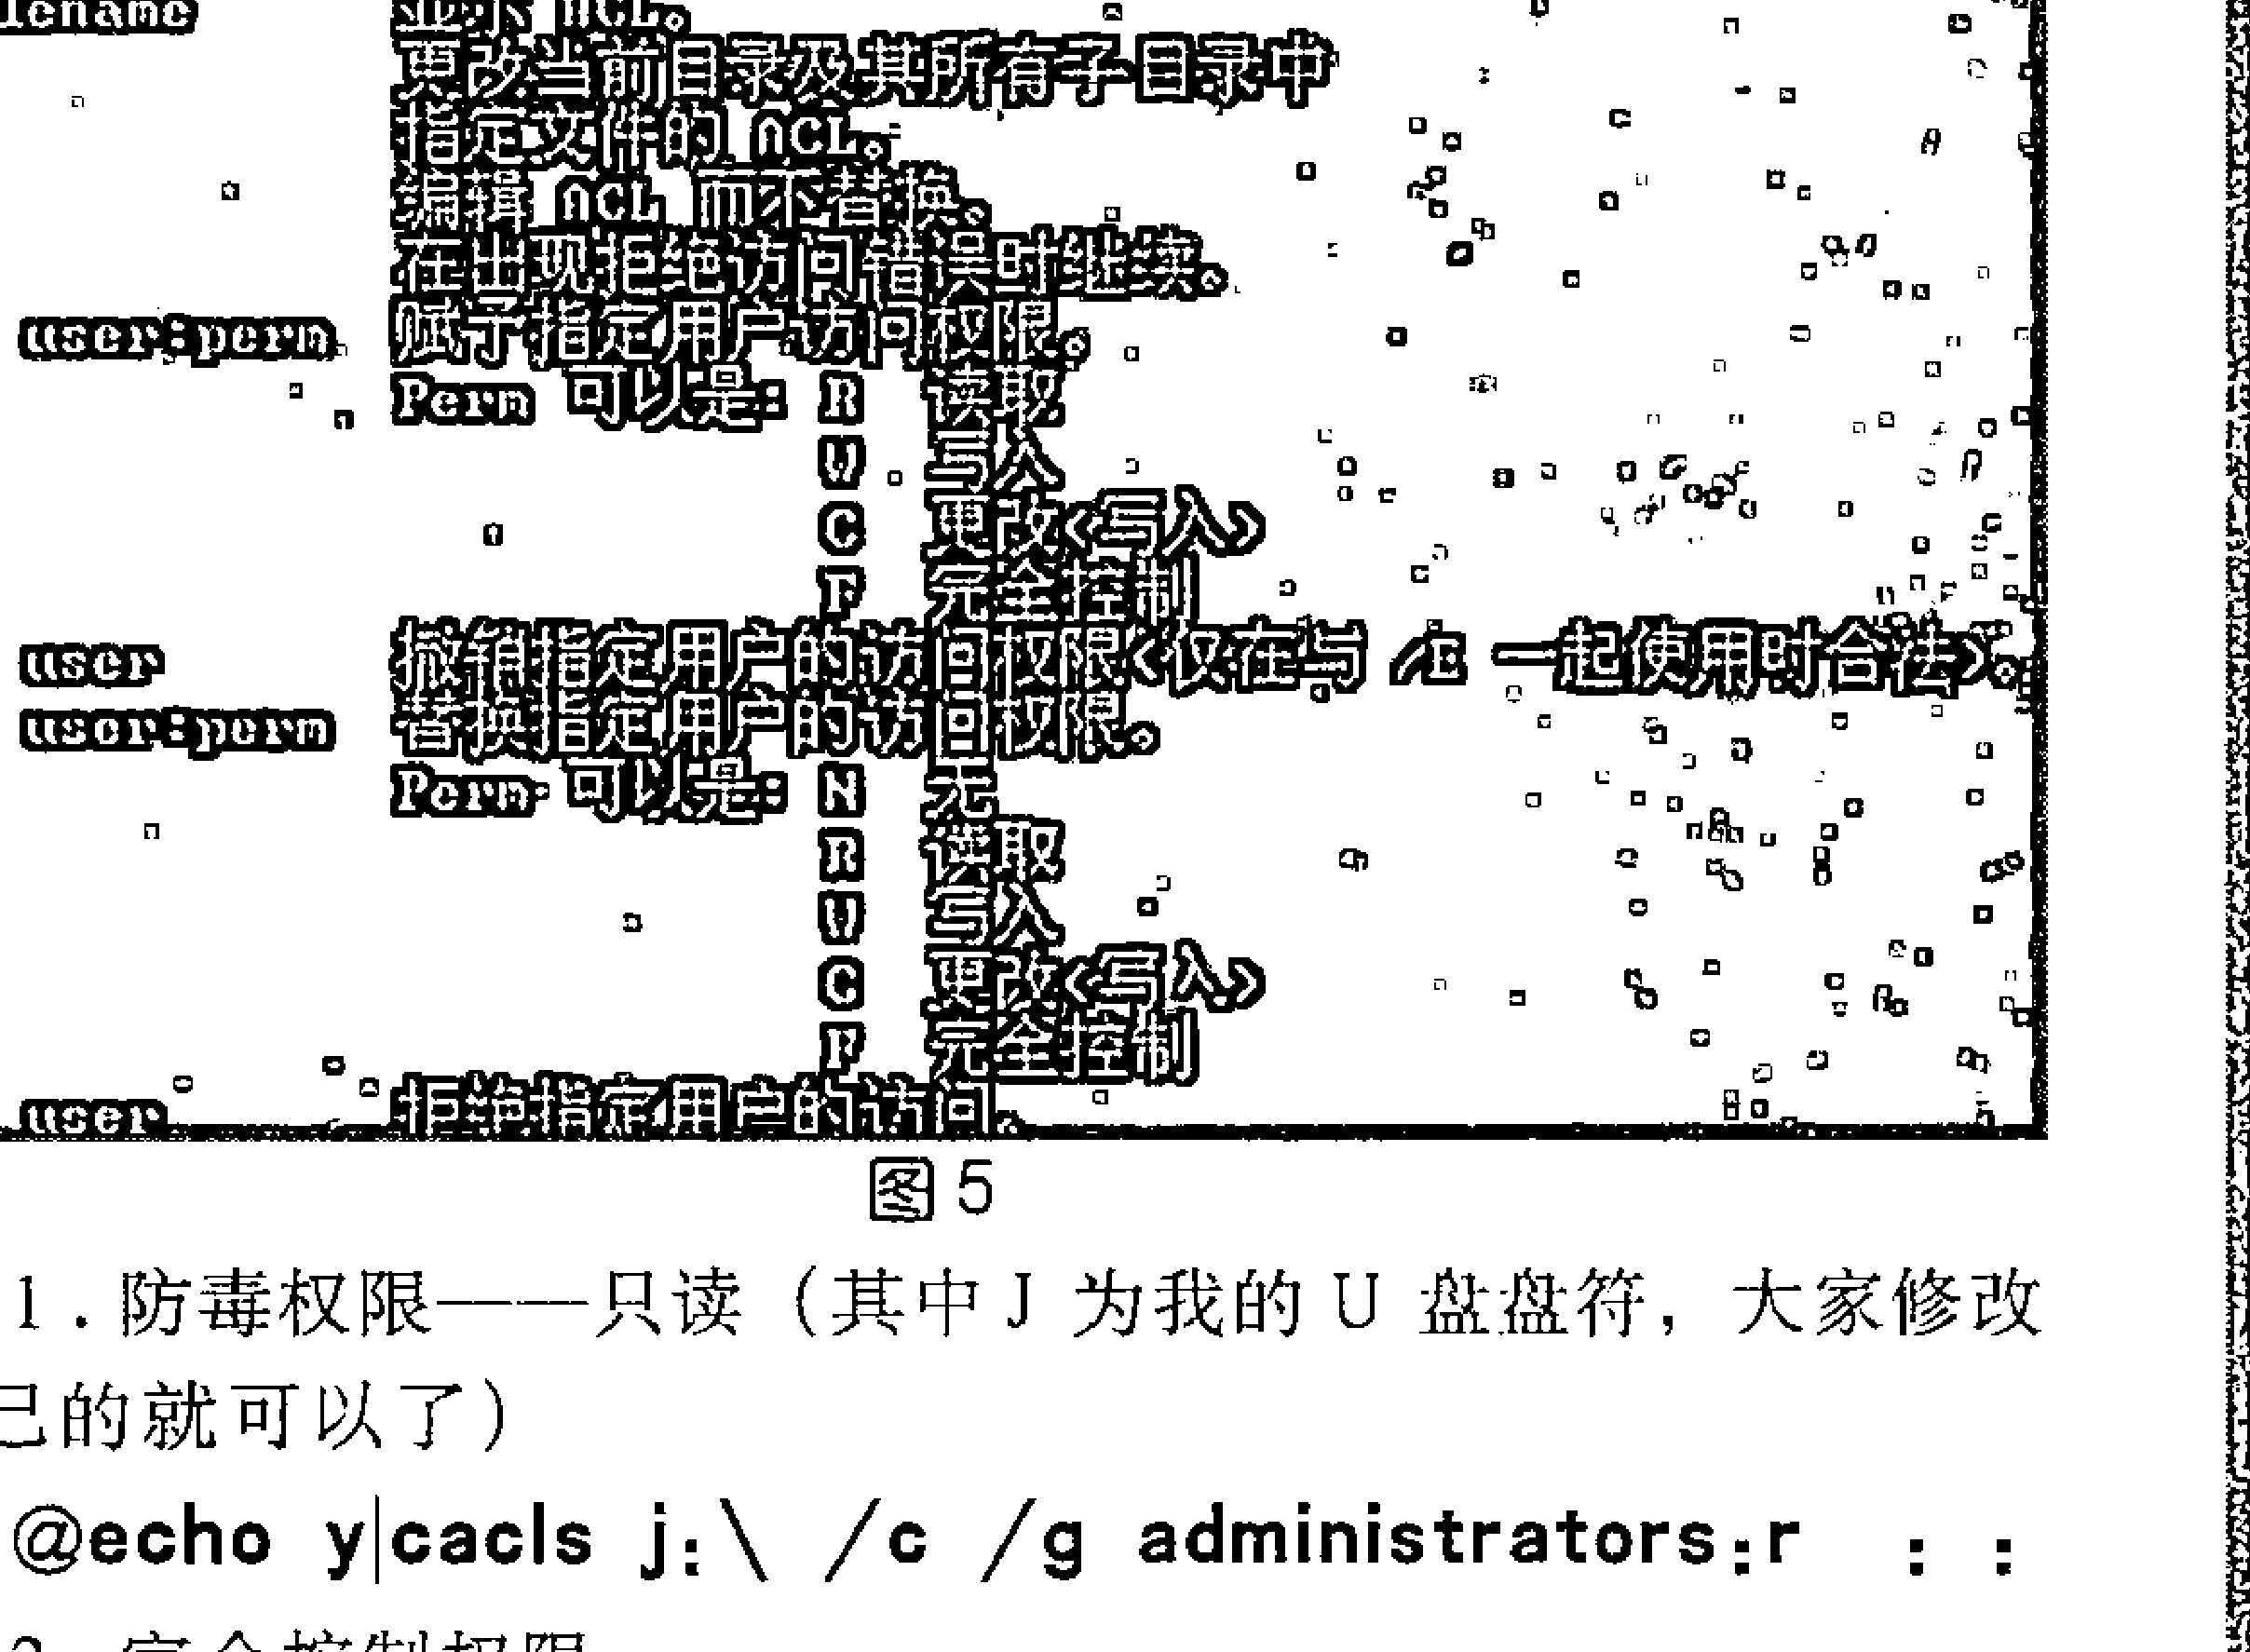 filename 显示 ACL。
更改当前目录及其所有子目录中
指定文件的 ACL。
编辑 ACL 而不替换。
在出现拒绝访问错误时继续。
user:perm 赋予指定用户访问权限。
Perm 可以是: R 读取
W 写入
C 更改<写入>
F 完全控制
user 撤销指定用户的访问权限<仅在与 /E 一起使用时合法>。
user:perm 替换指定用户的访问权限。
Perm 可以是: N 无
R 读取
W 写入
C 更改<写入>
F 完全控制
user 拒绝指定用户的访问。
图 5
1.防毒权限——只读(其中 J 为我的 U 盘盘符,大家修改
己的就可以了)
@echo y|cacls j:\ /c /g administrators:r : :
2 完全控制权限